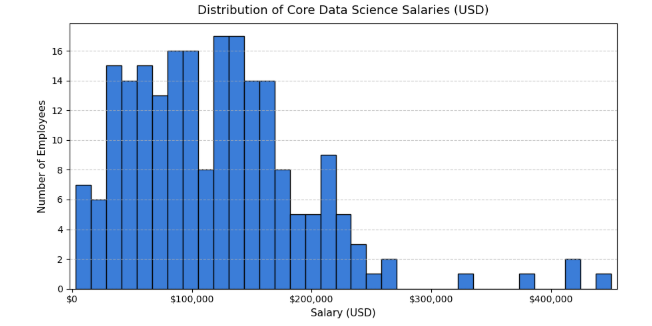 Distribution of Core Data Science Salaries (USD)
Number of Employees
16
14
12
10
8
6
4
2
0
$0 $100,000 $200,000 $300,000 $400,000
Salary (USD)